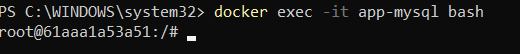 PS C:\WINDOWS\system32> docker exec -it app-mysql bash
root@61aaa1a53a51:/#